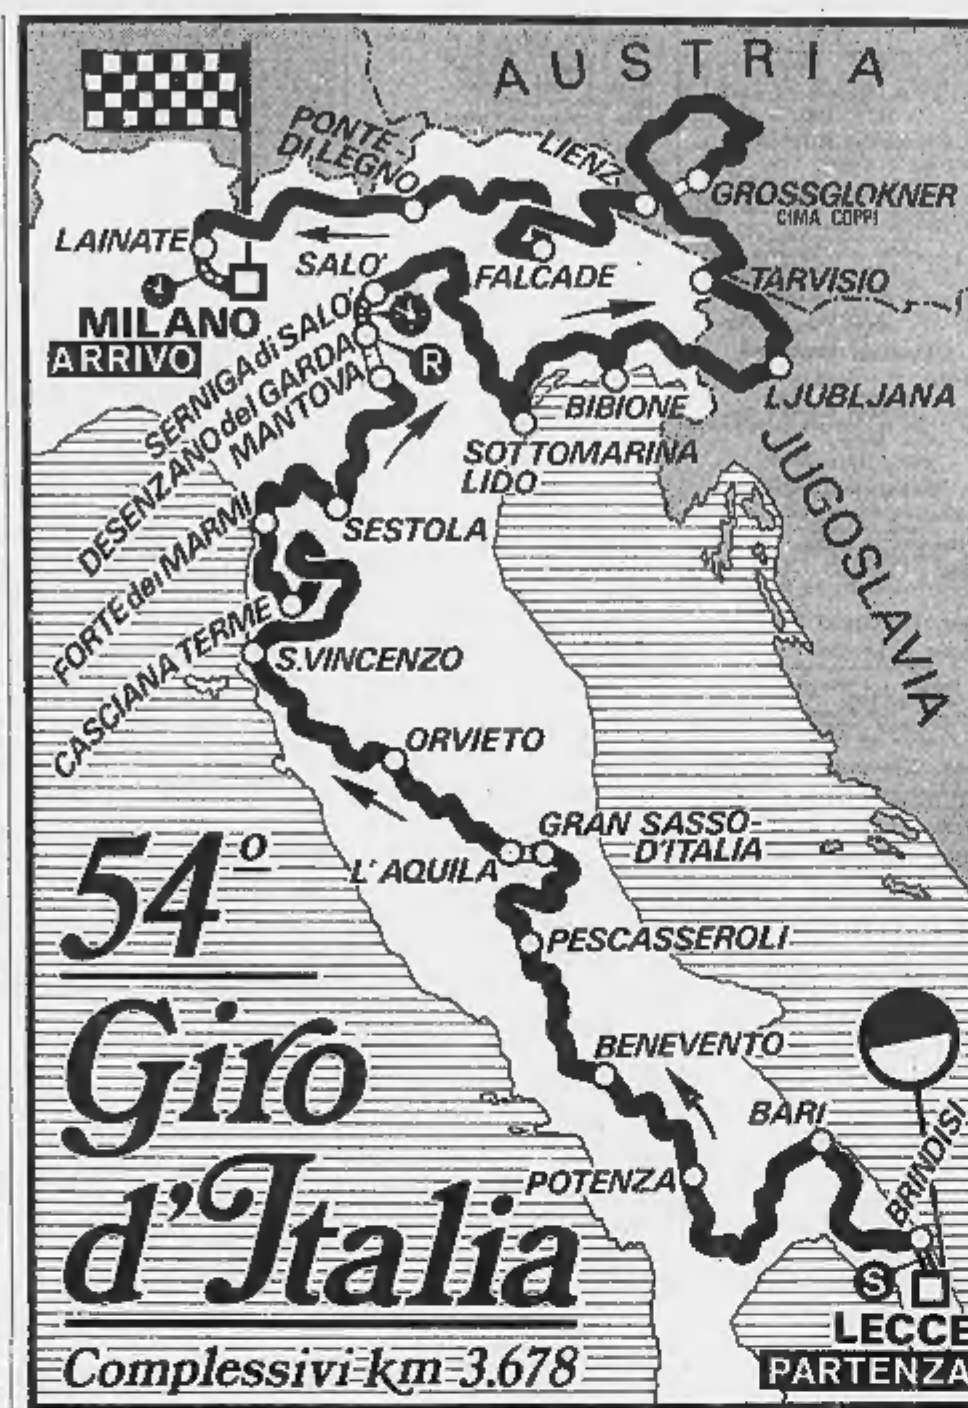 AUSTRIA
PONTE-
DI LEGNO
LIENZ
GROSSGLOKNER
CIMA COPPI
LAINATE
SALO'
FALCADE
TARVISIO
MILANO
ARRIVO
SERNIGA di SALO'
DESENZANO del GARDA
MANTOVA
R
BIBIONE
LJUBLJANA
SOTTOMARINA
LIDO
JUGOSLAVIA
SESTOLA
FORTE dei MARMI
CASCIANA TERME
S.VINCENZO
ORVIETO
GRAN SASSO-
D'ITALIA
L'AQUILA
PESCASSEROLI
BENEVENTO
BARI
BRINDISI
POTENZA
S
LECCE
PARTENZA
54º
Giro
d'Italia
Complessivi km 3.678